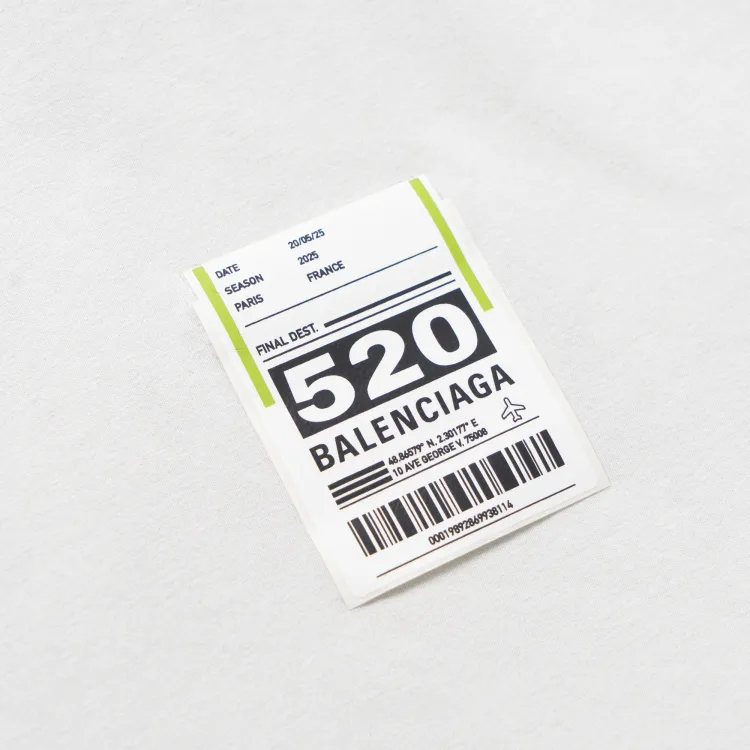 DATE 20/05/25
SEASON 2025
PARIS FRANCE
FINAL DEST.
520
BALENCIAGA
48.86579° N, 2.30177° E
10 AVE GEORGE V, 75008
00019892869938114